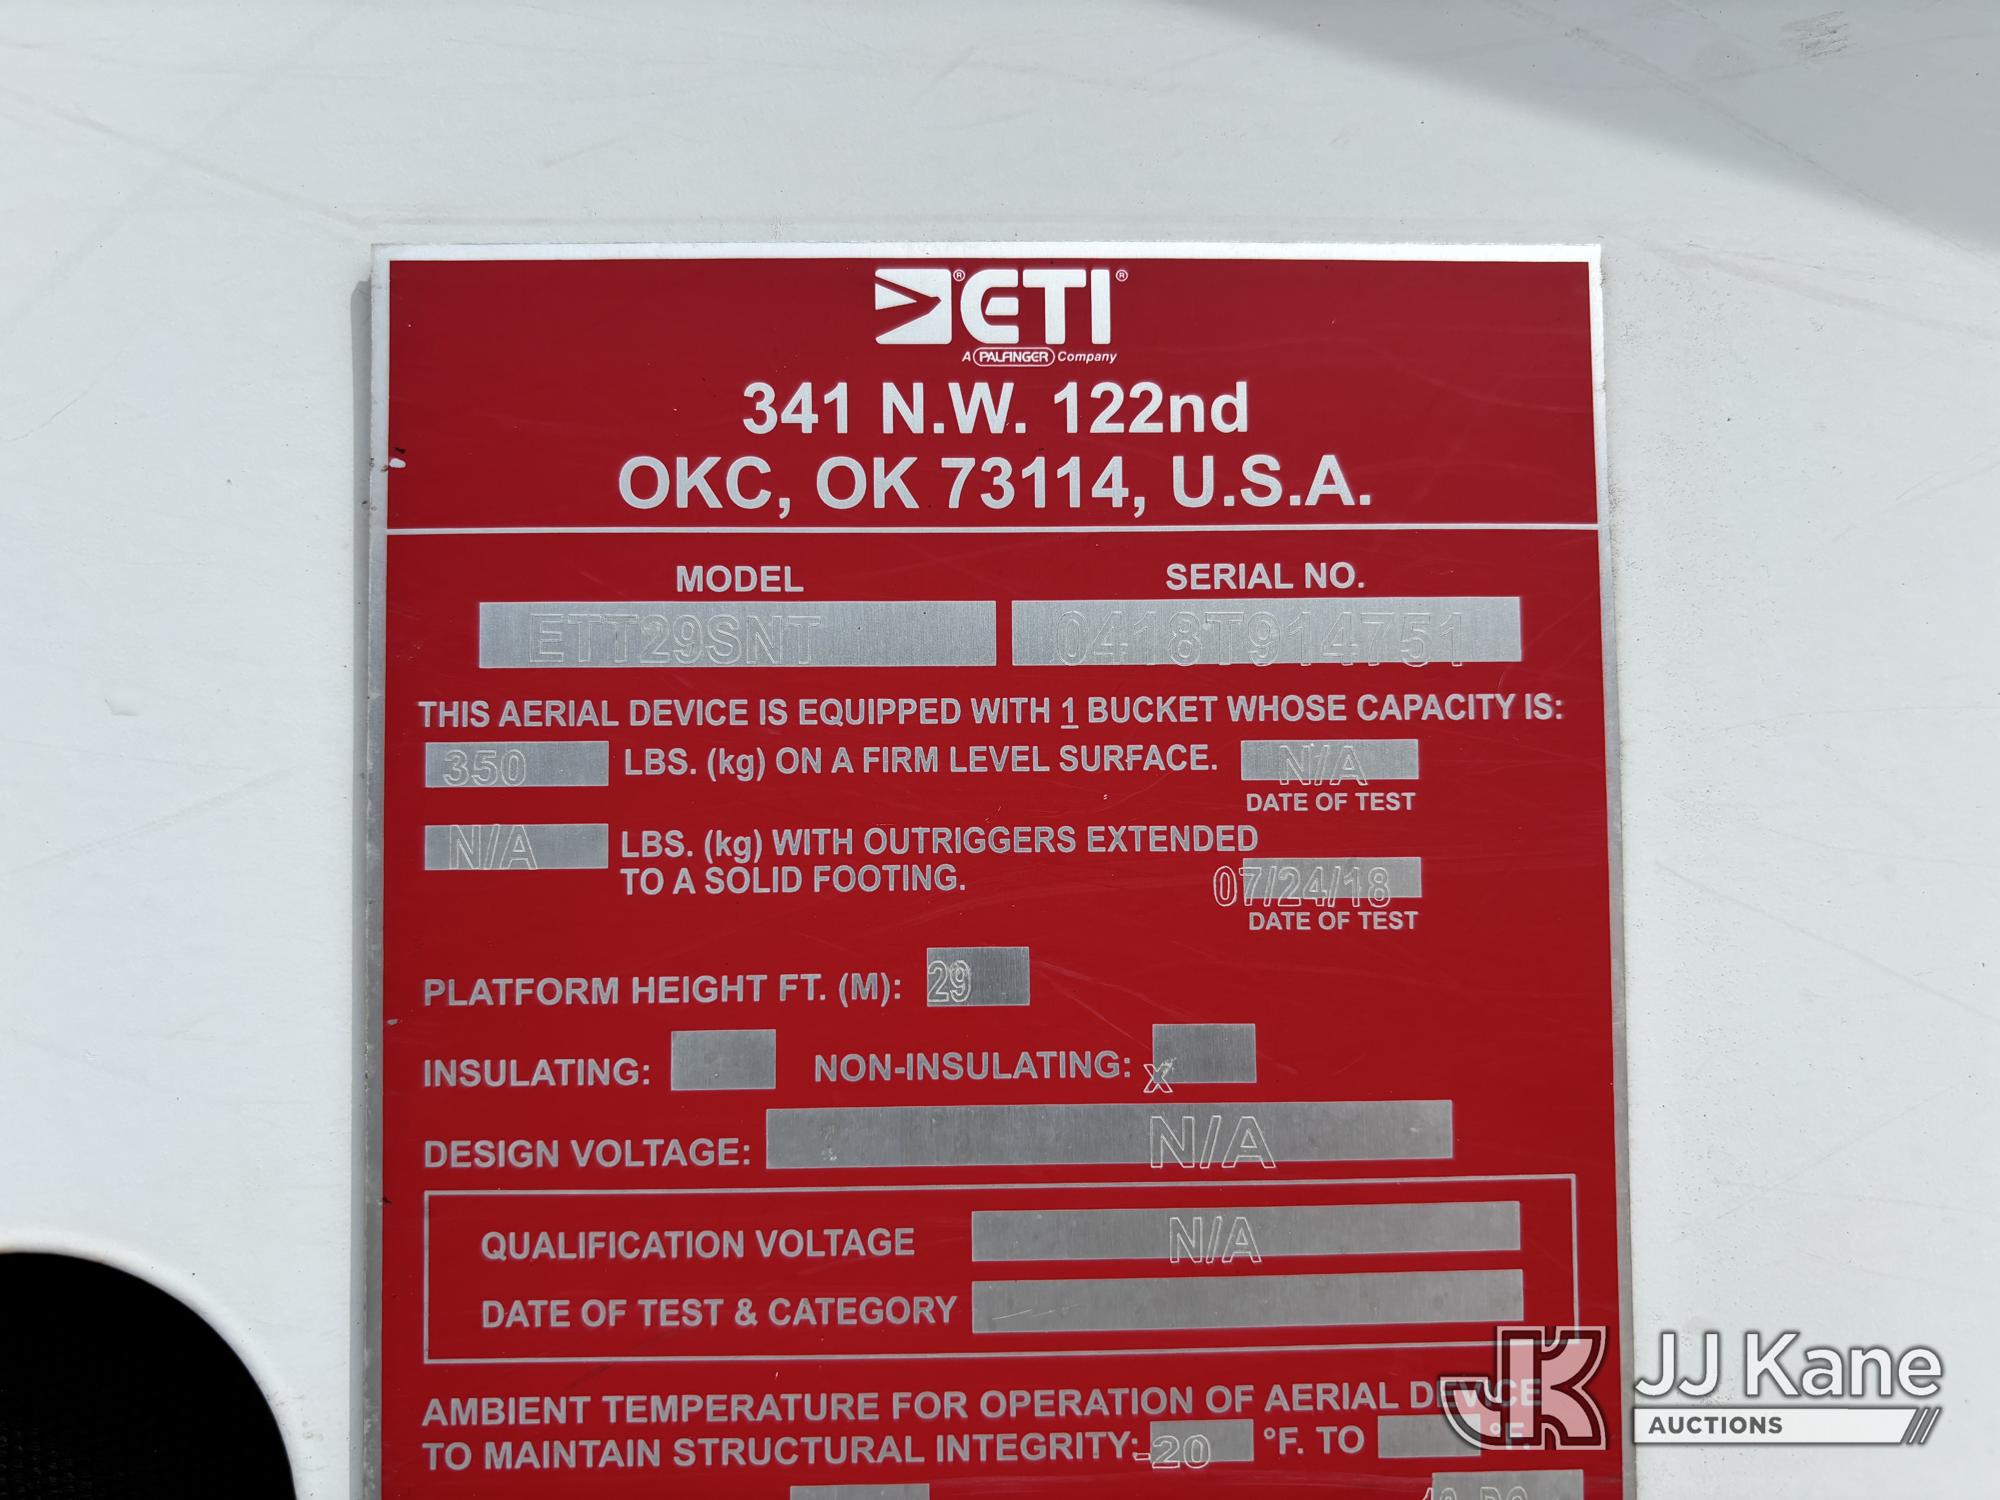 ® ETI ®
A PALFINGER Company
341 N.W. 122nd
OKC, OK 73114, U.S.A.
MODEL SERIAL NO.
ETT29SNT 0418T914751
THIS AERIAL DEVICE IS EQUIPPED WITH 1 BUCKET WHOSE CAPACITY IS:
350 LBS. (kg) ON A FIRM LEVEL SURFACE. N/A
DATE OF TEST
N/A LBS. (kg) WITH OUTRIGGERS EXTENDED
TO A SOLID FOOTING. 07/24/18
DATE OF TEST
PLATFORM HEIGHT FT. (M): 29
INSULATING: NON-INSULATING: X
DESIGN VOLTAGE: N/A
QUALIFICATION VOLTAGE N/A
DATE OF TEST & CATEGORY
AMBIENT TEMPERATURE FOR OPERATION OF AERIAL DEVICE
TO MAINTAIN STRUCTURAL INTEGRITY: -20 °F. TO °F.
JK JJ Kane
AUCTIONS